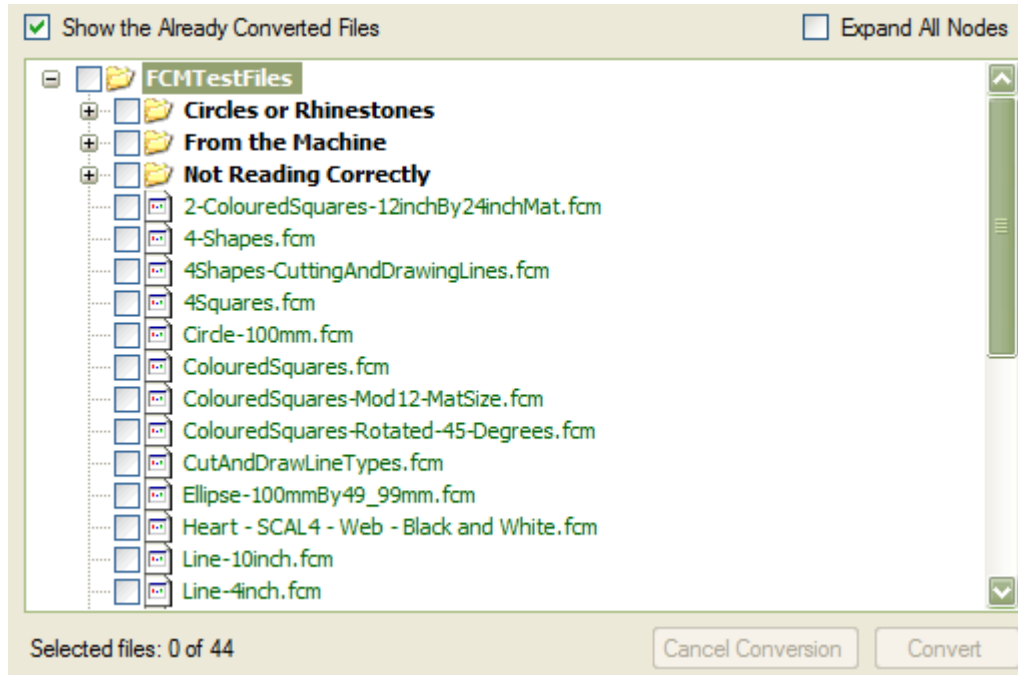 Show the Already Converted Files Expand All Nodes
FCMTestFiles
Circles or Rhinestones
From the Machine
Not Reading Correctly
2-ColouredSquares-12inchBy24inchMat.fcm
4-Shapes.fcm
4Shapes-CuttingAndDrawingLines.fcm
4Squares.fcm
Circle-100mm.fcm
ColouredSquares.fcm
ColouredSquares-Mod12-MatSize.fcm
ColouredSquares-Rotated-45-Degrees.fcm
CutAndDrawLineTypes.fcm
Ellipse-100mmBy49_99mm.fcm
Heart - SCAL4 - Web - Black and White.fcm
Line-10inch.fcm
Line-4inch.fcm
Selected files: 0 of 44 Cancel Conversion Convert